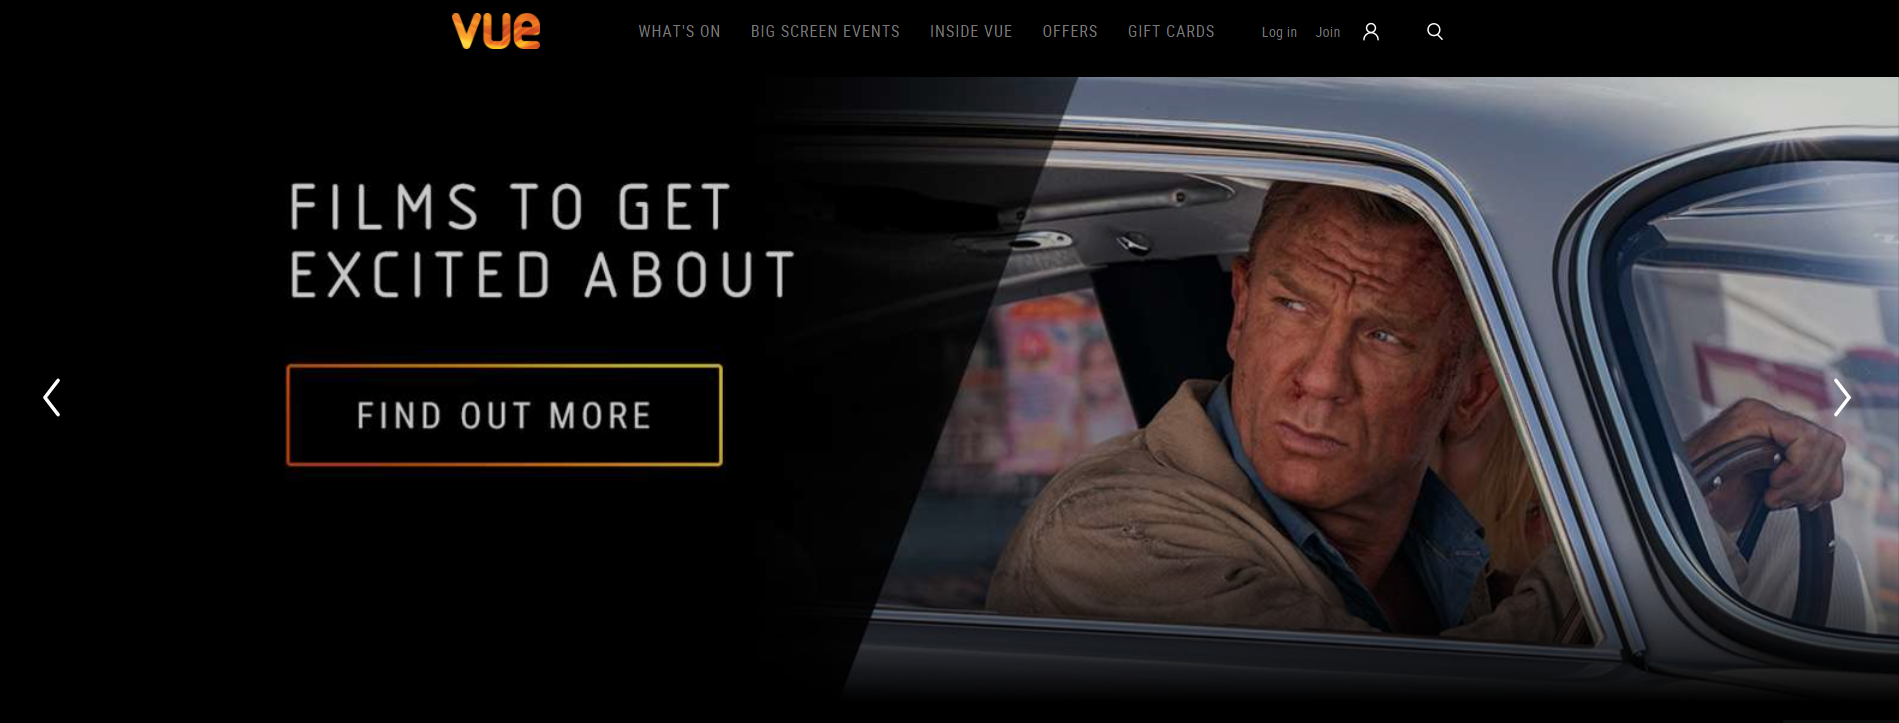 vue
WHAT'S ON
BIG SCREEN EVENTS
INSIDE VUE
OFFERS
GIFT CARDS
Log in
Join
FILMS TO GET
EXCITED ABOUT
FIND OUT MORE